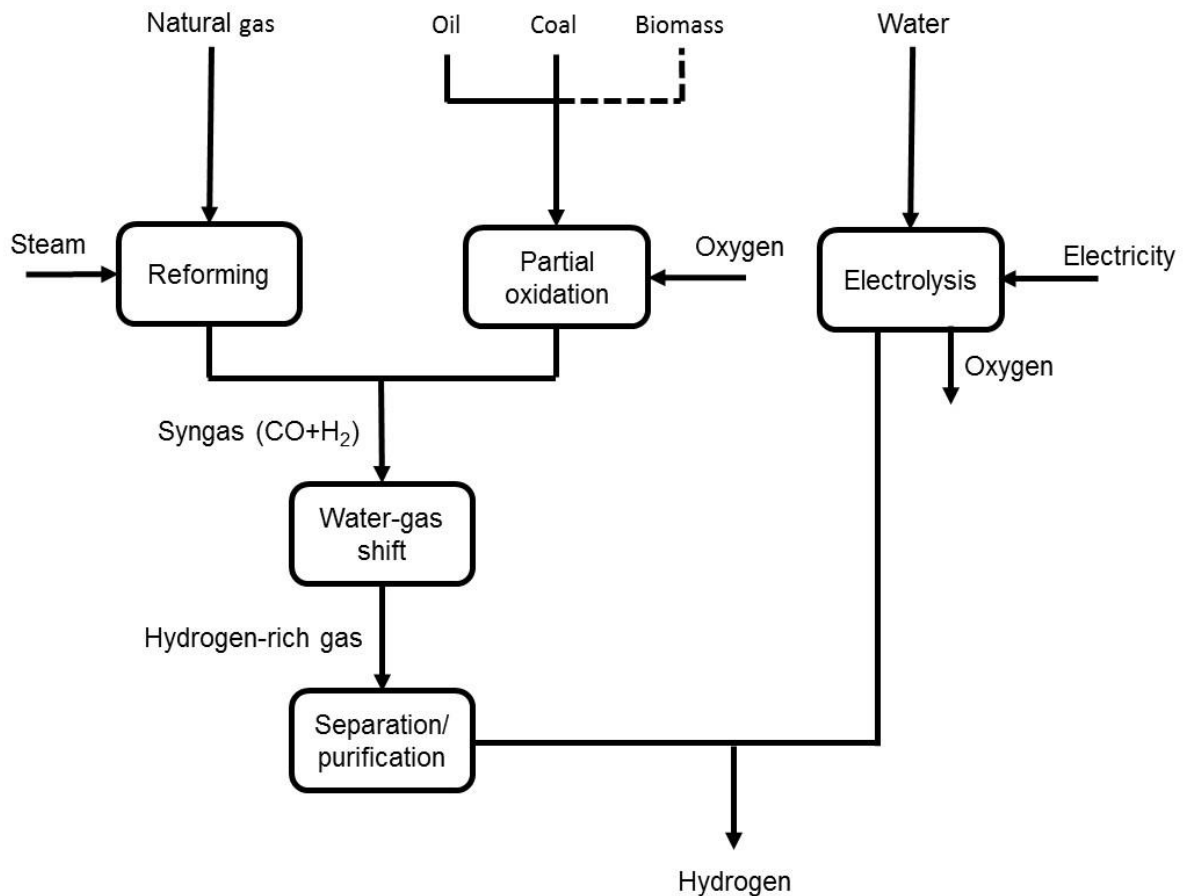 Natural gas
Oil
Coal
Biomass
Water
Steam
Reforming
Partial
oxidation
Oxygen
Electrolysis
Electricity
Oxygen
Syngas (CO+H₂)
Water-gas
shift
Hydrogen-rich gas
Separation/
purification
Hydrogen